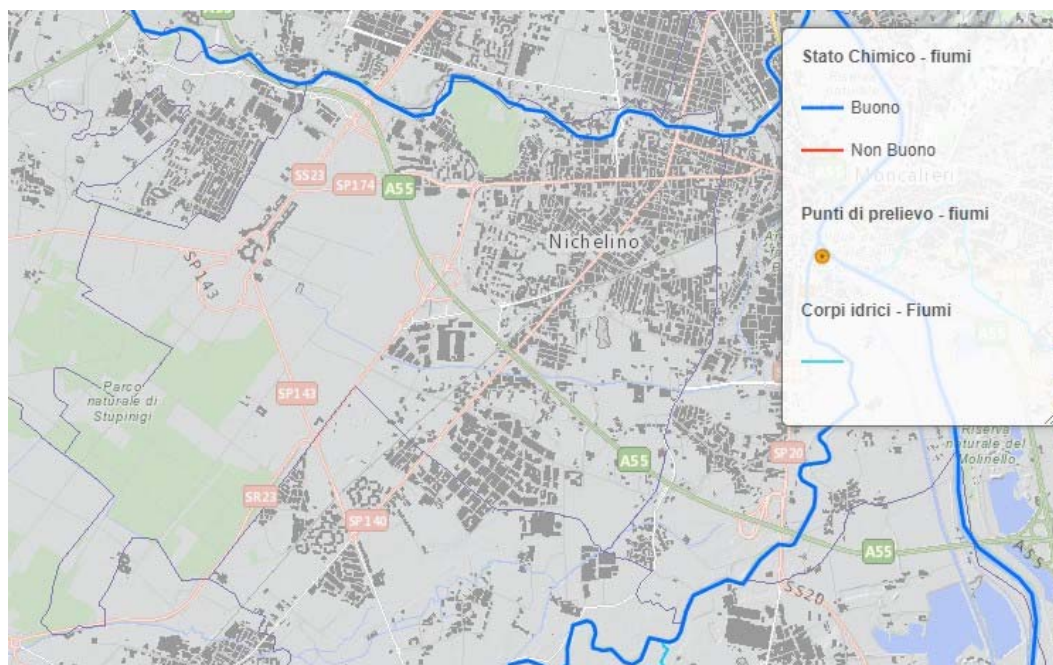 A55
Stato Chimico - fiumi
Buono
Non Buono
Moncalieri
Punti di prelievo - fiumi
Corpi idrici - Fiumi
SS23
SP174
A55
Nichelino
SP143
Parco
naturale di
Stupinigi
SP143
A55
SP20
Riserva
naturale del
Molinello
SR23
SP140
A55
SS20